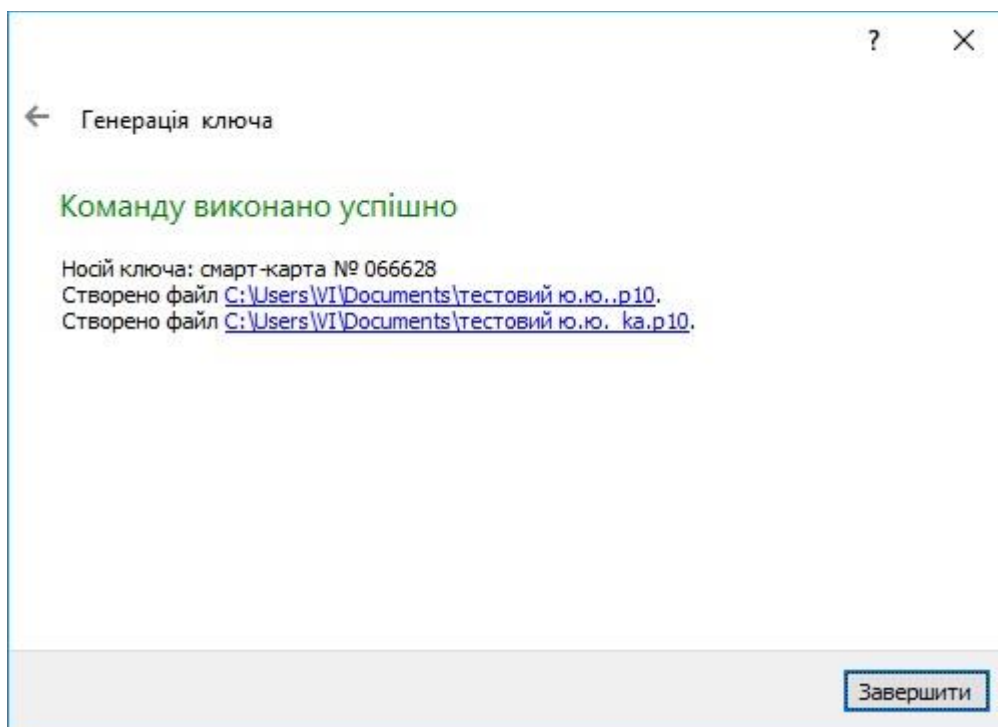 ?
Генерація ключа
Команду виконано успішно
Носій ключа: смарт-карта № 066628
Створено файл C:\Users\VI\Documents\тестовий ю.ю..p10.
Створено файл C:\Users\VI\Documents\тестовий ю.ю._ka.p10.
Завершити